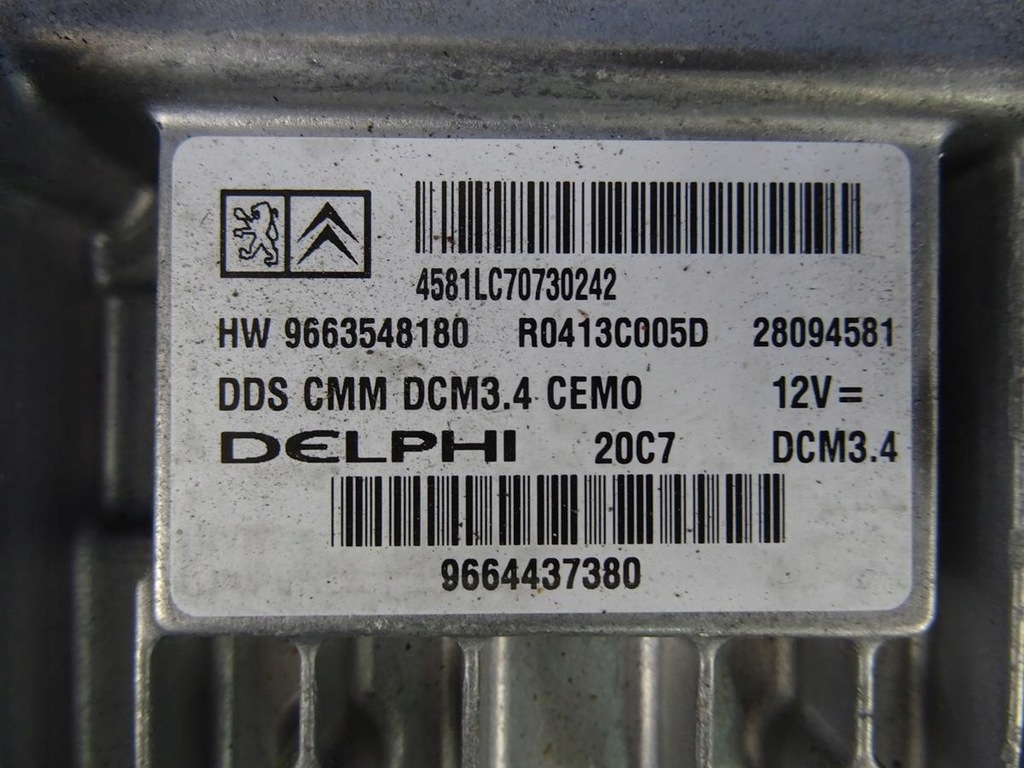 4581LC70730242
HW 9663548180 R0413C005D 28094581
DDS CMM DCM3.4 CEMO 12V=
DELPHI 20C7 DCM3.4
9664437380